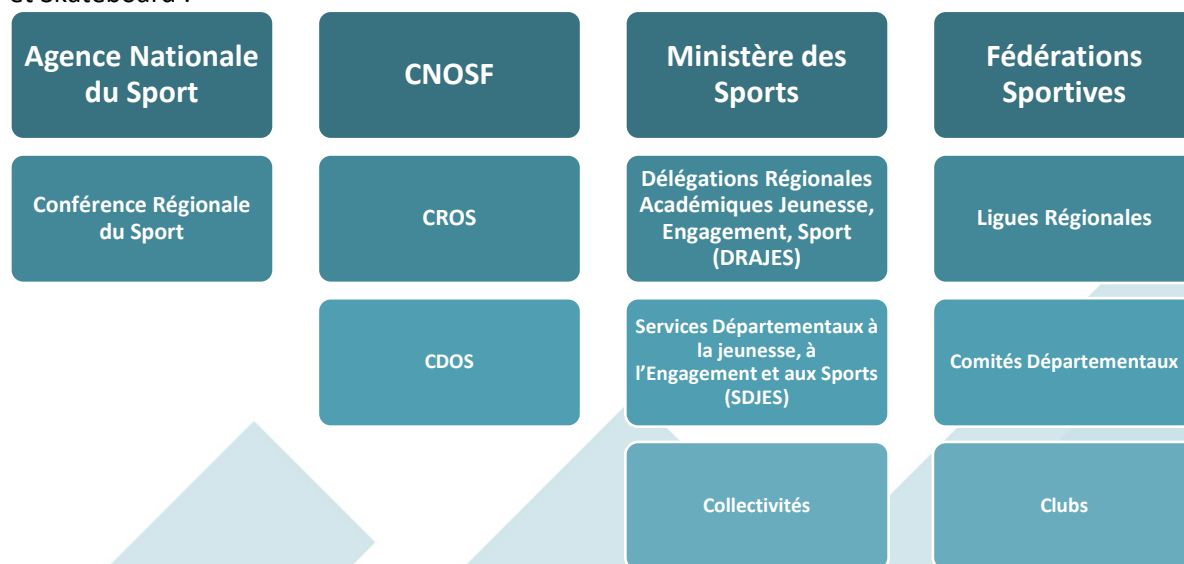 et Skateboard :
Agence Nationale
du Sport
CNOSF
Ministère des
Sports
Fédérations
Sportives
Conférence Régionale
du Sport
CROS
Délégations Régionales
Académiques Jeunesse,
Engagement, Sport
(DRAJES)
Ligues Régionales
CDOS
Services Départementaux à
la jeunesse, à
l’Engagement et aux Sports
(SDJES)
Comités Départementaux
Collectivités
Clubs